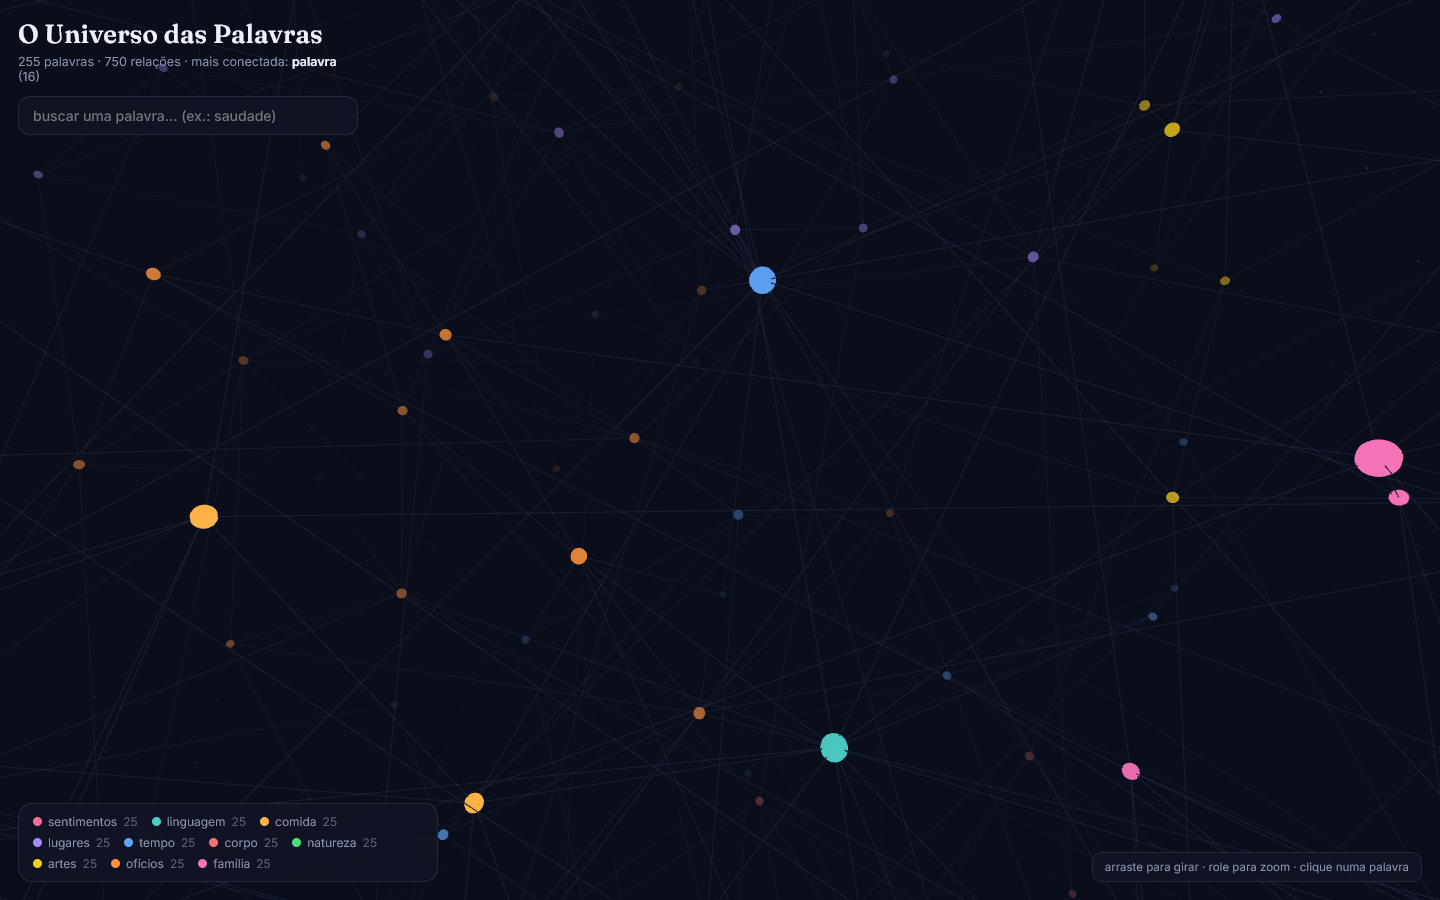 O Universo das Palavras
255 palavras · 750 relações · mais conectada: palavra
(16)
buscar uma palavra... (ex.: saudade)
sentimentos 25 linguagem 25 comida 25
lugares 25 tempo 25 corpo 25 natureza 25
artes 25 ofícios 25 família 25
arraste para girar · role para zoom · clique numa palavra